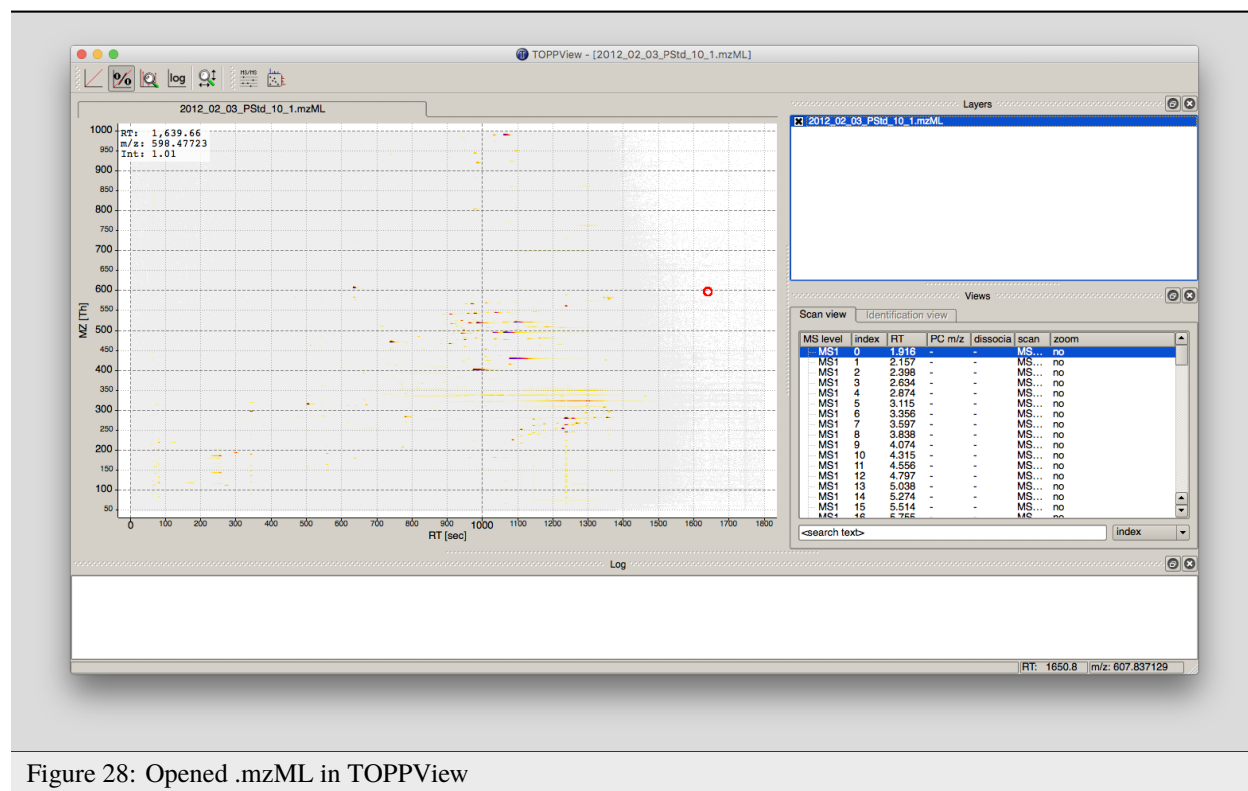 TOPPView - [2012_02_03_PStd_10_1.mzML]
% log MS/MS
2012_02_03_PStd_10_1.mzML
RT: 1,639.66
m/z: 598.47723
Int: 1.01
1000
950
900
850
800
750
700
650
600
550
500
450
400
350
300
250
200
150
100
50
MZ [Th]
0 100 200 300 400 500 600 700 800 900 1000 1100 1200 1300 1400 1500 1600 1700 1800
RT [sec]
Layers
2012_02_03_PStd_10_1.mzML
Views
Scan view Identification view
MS level index RT PC m/z dissocia scan zoom
MS1 0 1.916 - - MS... no
MS1 1 2.157 - - MS... no
MS1 2 2.398 - - MS... no
MS1 3 2.634 - - MS... no
MS1 4 2.874 - - MS... no
MS1 5 3.115 - - MS... no
MS1 6 3.356 - - MS... no
MS1 7 3.597 - - MS... no
MS1 8 3.838 - - MS... no
MS1 9 4.074 - - MS... no
MS1 10 4.315 - - MS... no
MS1 11 4.556 - - MS... no
MS1 12 4.797 - - MS... no
MS1 13 5.038 - - MS... no
MS1 14 5.274 - - MS... no
MS1 15 5.514 - - MS... no
MS1 16 5.755 - - MS... no
<search text> index
Log
RT: 1650.8 m/z: 607.837129
Figure 28: Opened .mzML in TOPPView